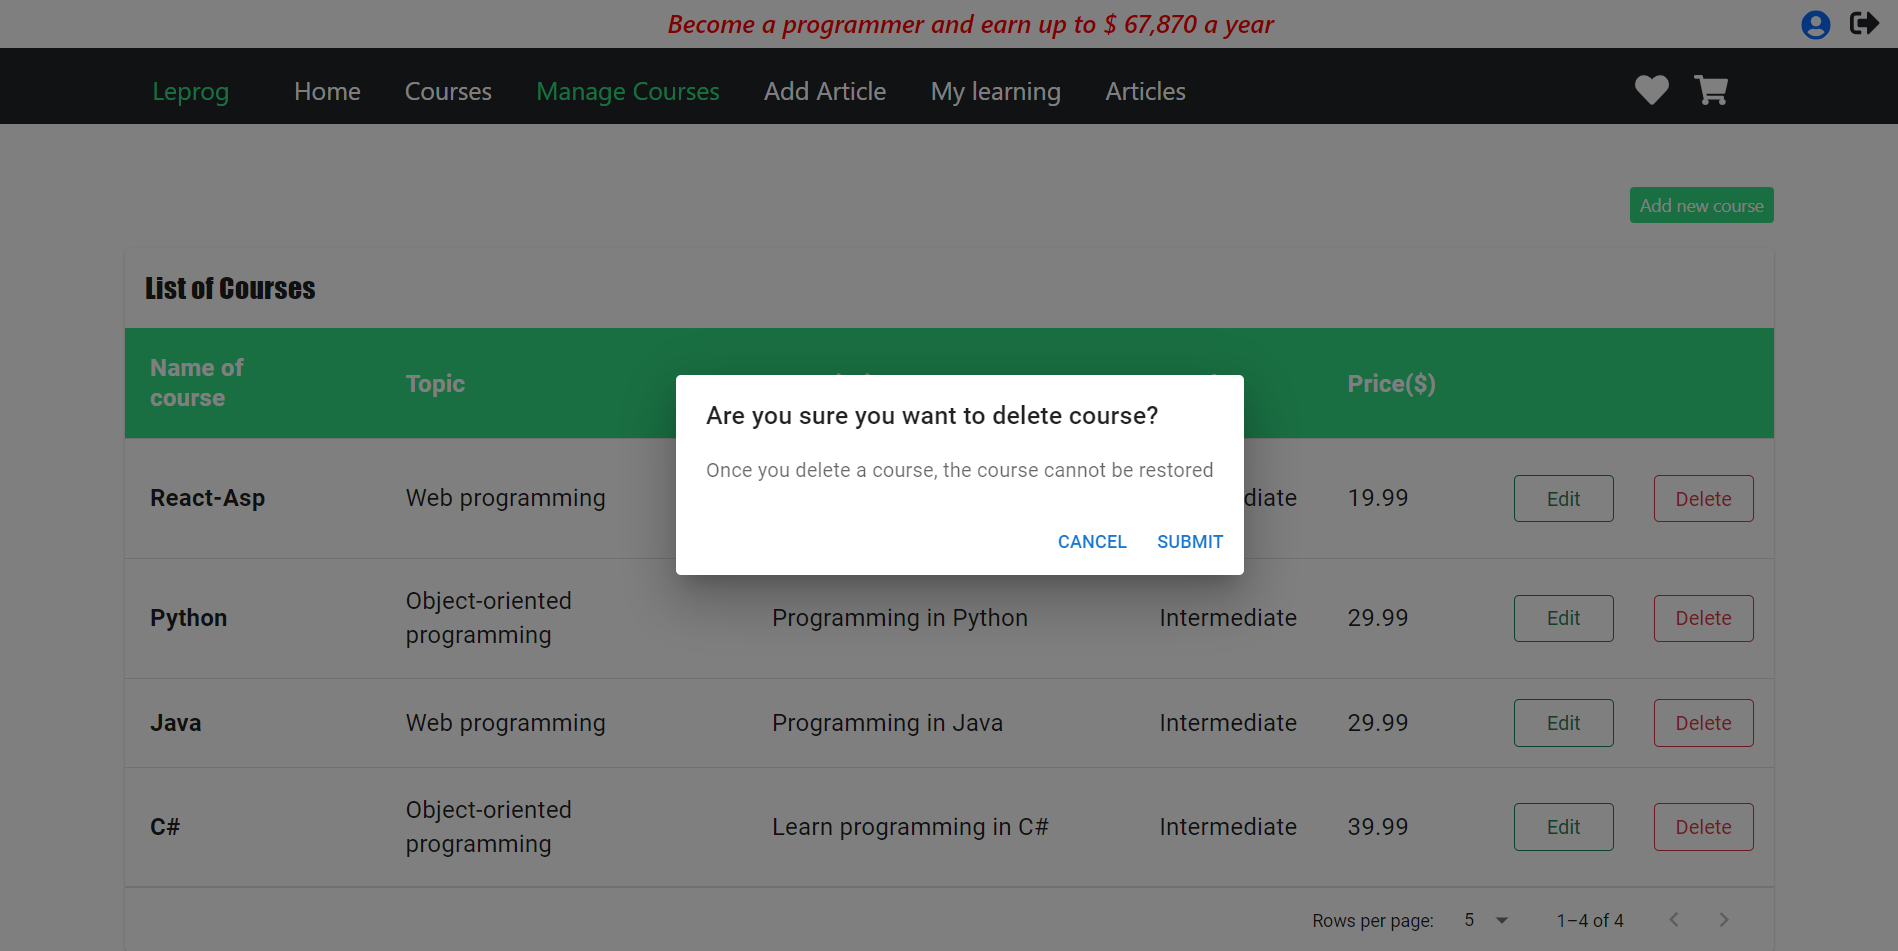 Become a programmer and earn up to $ 67,870 a year
Leprog Home Courses Manage Courses Add Article My learning Articles
Add new course
List of Courses
Name of course Topic Price($)
Are you sure you want to delete course?
Once you delete a course, the course cannot be restored
CANCEL SUBMIT
React-Asp Web programming diate 19.99 Edit Delete
Python Object-oriented programming Programming in Python Intermediate 29.99 Edit Delete
Java Web programming Programming in Java Intermediate 29.99 Edit Delete
C# Object-oriented programming Learn programming in C# Intermediate 39.99 Edit Delete
Rows per page: 5 1–4 of 4